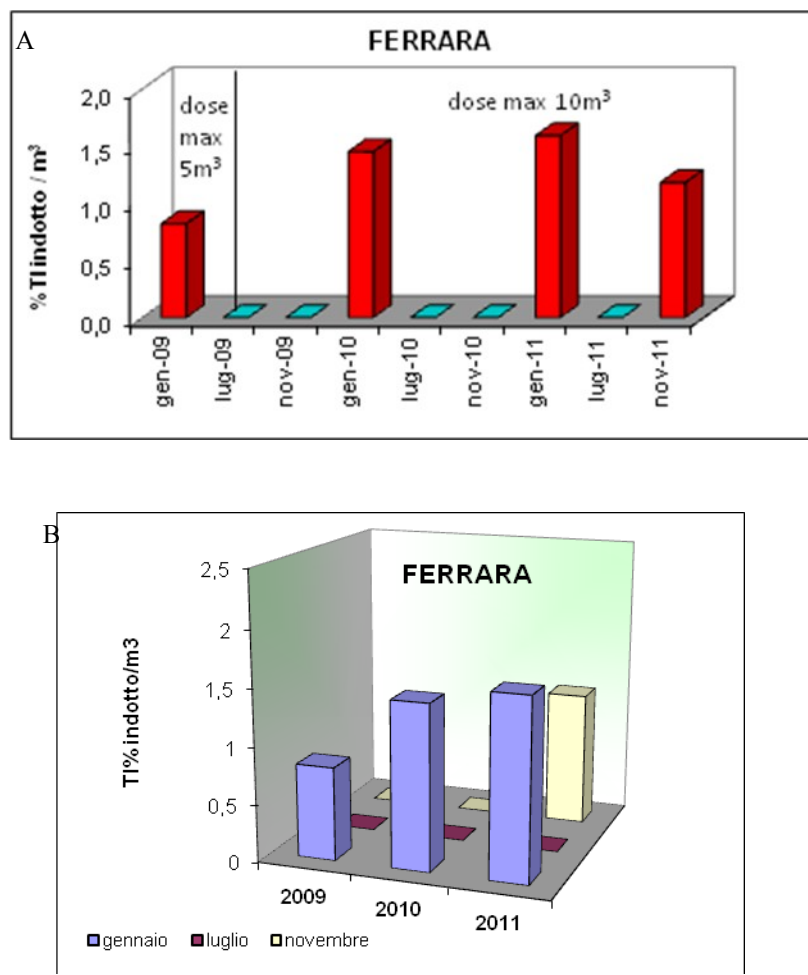 A
FERRARA
dose
max
5m³
dose max 10m³
%TI indotto / m³
2,0
1,5
1,0
0,5
0,0
gen-09
lug-09
nov-09
gen-10
lug-10
nov-10
gen-11
lug-11
nov-11
B
FERRARA
TI% indotto/m3
2,5
2
1,5
1
0,5
0
2009
2010
2011
gennaio luglio novembre